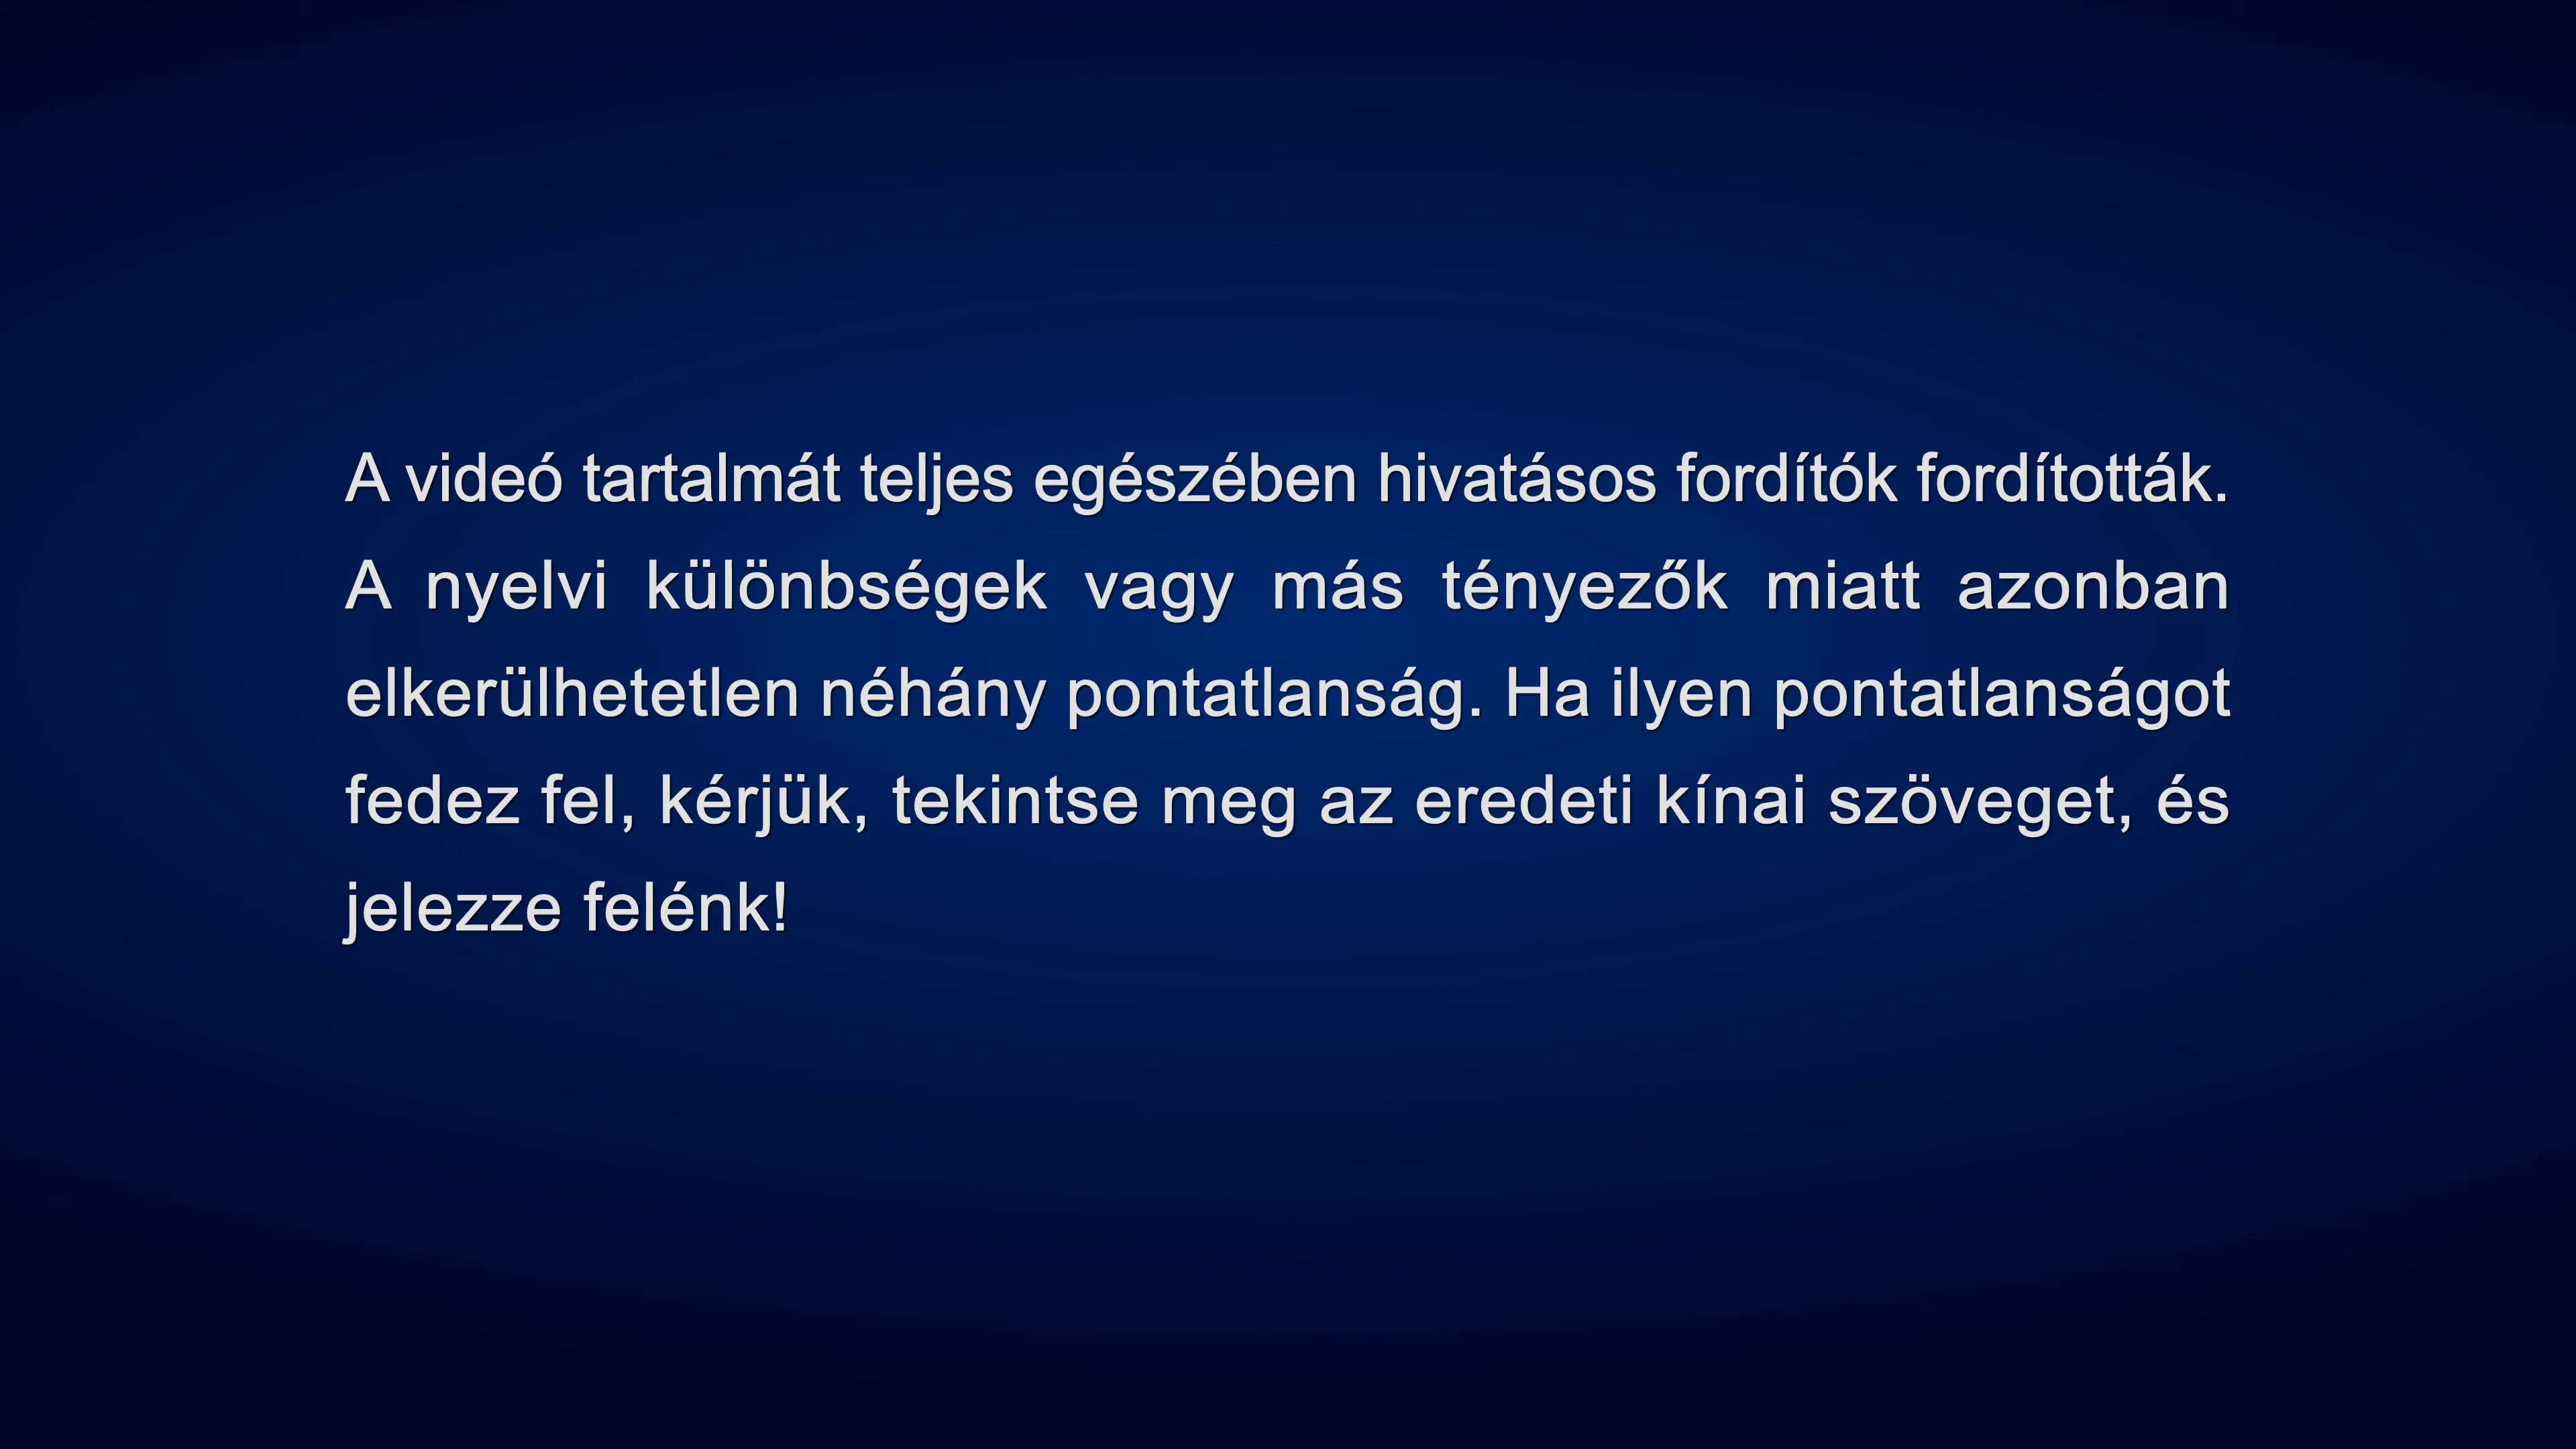 A videó tartalmát teljes egészében hivatásos fordítók fordították.
A nyelvi különbségek vagy más tényezők miatt azonban
elkerülhetetlen néhány pontatlanság. Ha ilyen pontatlanságot
fedez fel, kérjük, tekintse meg az eredeti kínai szöveget, és
jelezze felénk!